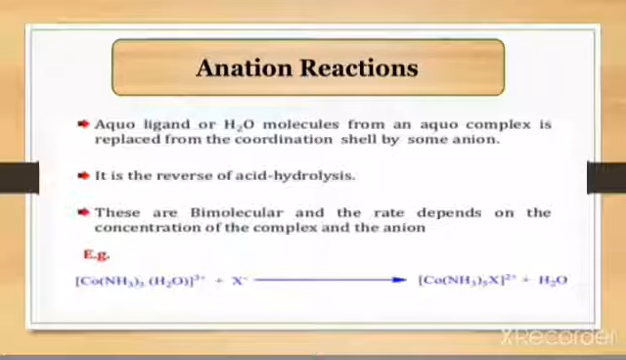 Anation Reactions
Aquo ligand or H₂O molecules from an aquo complex is
replaced from the coordination shell by some anion.
It is the reverse of acid-hydrolysis.
These are Bimolecular and the rate depends on the
concentration of the complex and the anion
E.g.
[Co(NH₃)₅ (H₂O)]³⁺ + X⁻ → [Co(NH₃)₅X]²⁺ + H₂O
XRecorder